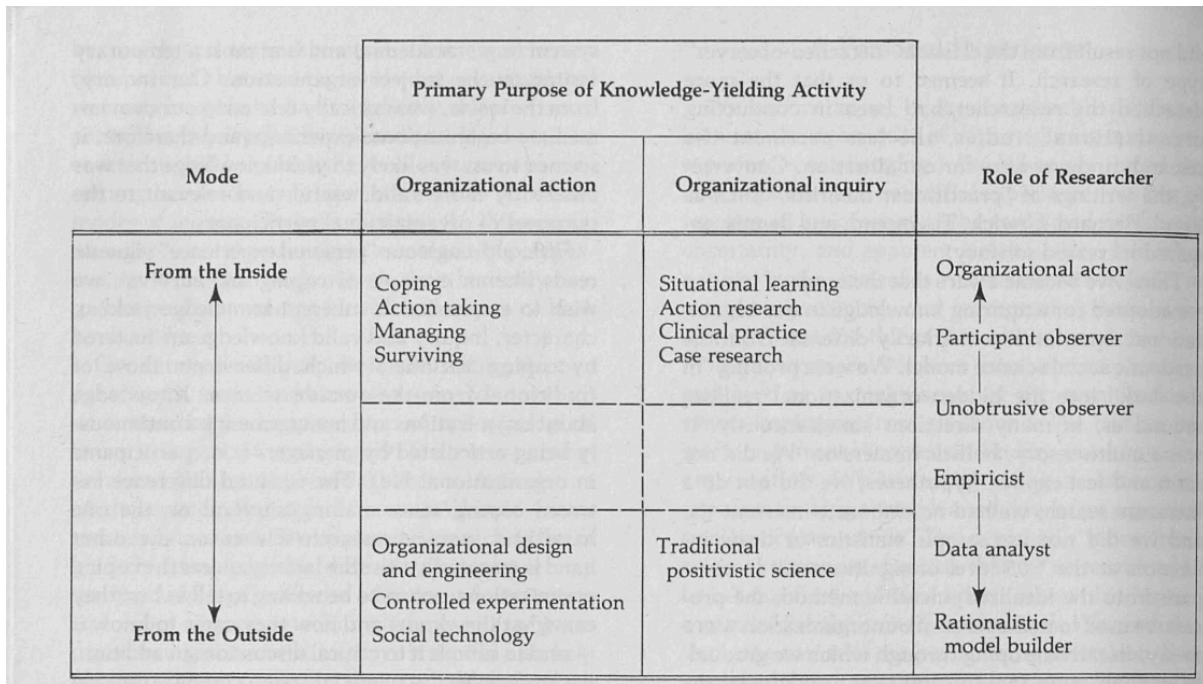 Primary Purpose of Knowledge-Yielding Activity
Mode
Organizational action
Organizational inquiry
Role of Researcher
From the Inside
Coping
Action taking
Managing
Surviving
Situational learning
Action research
Clinical practice
Case research
Organizational actor
Participant observer
Unobtrusive observer
Empiricist
Data analyst
Rationalistic
model builder
Organizational design
and engineering
Controlled experimentation
Social technology
Traditional
positivistic science
From the Outside